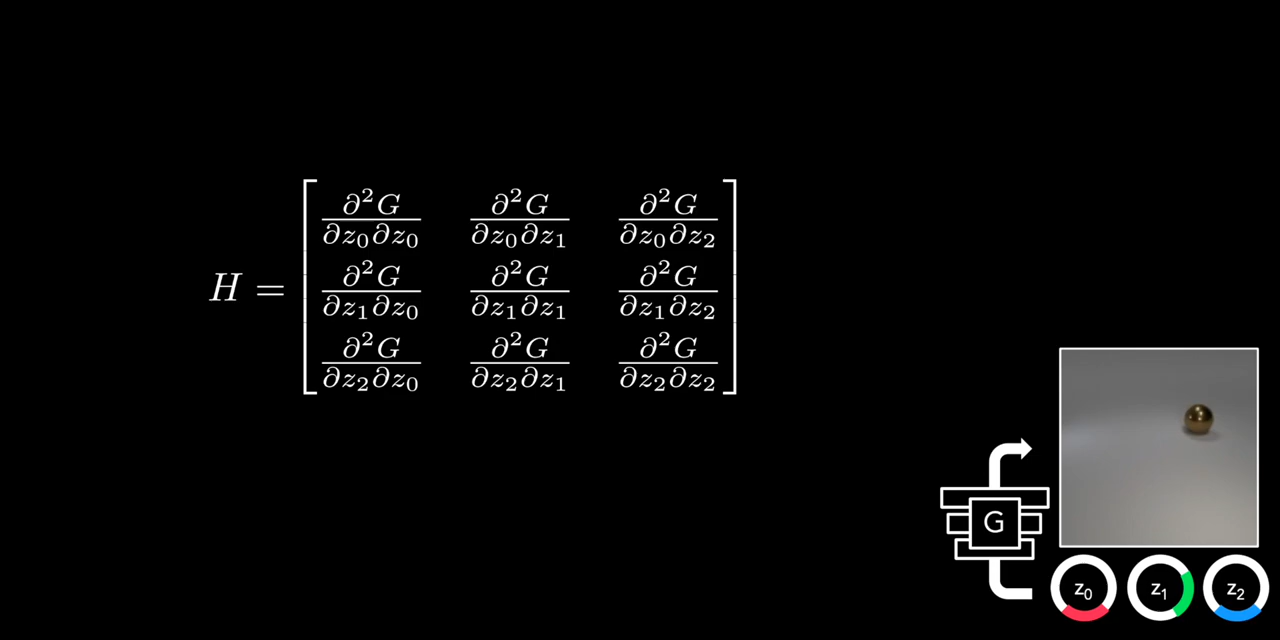 H = [ ∂²G/∂z₀∂z₀ ∂²G/∂z₀∂z₁ ∂²G/∂z₀∂z₂
∂²G/∂z₁∂z₀ ∂²G/∂z₁∂z₁ ∂²G/∂z₁∂z₂
∂²G/∂z₂∂z₀ ∂²G/∂z₂∂z₁ ∂²G/∂z₂∂z₂ ]
G
z₀ z₁ z₂